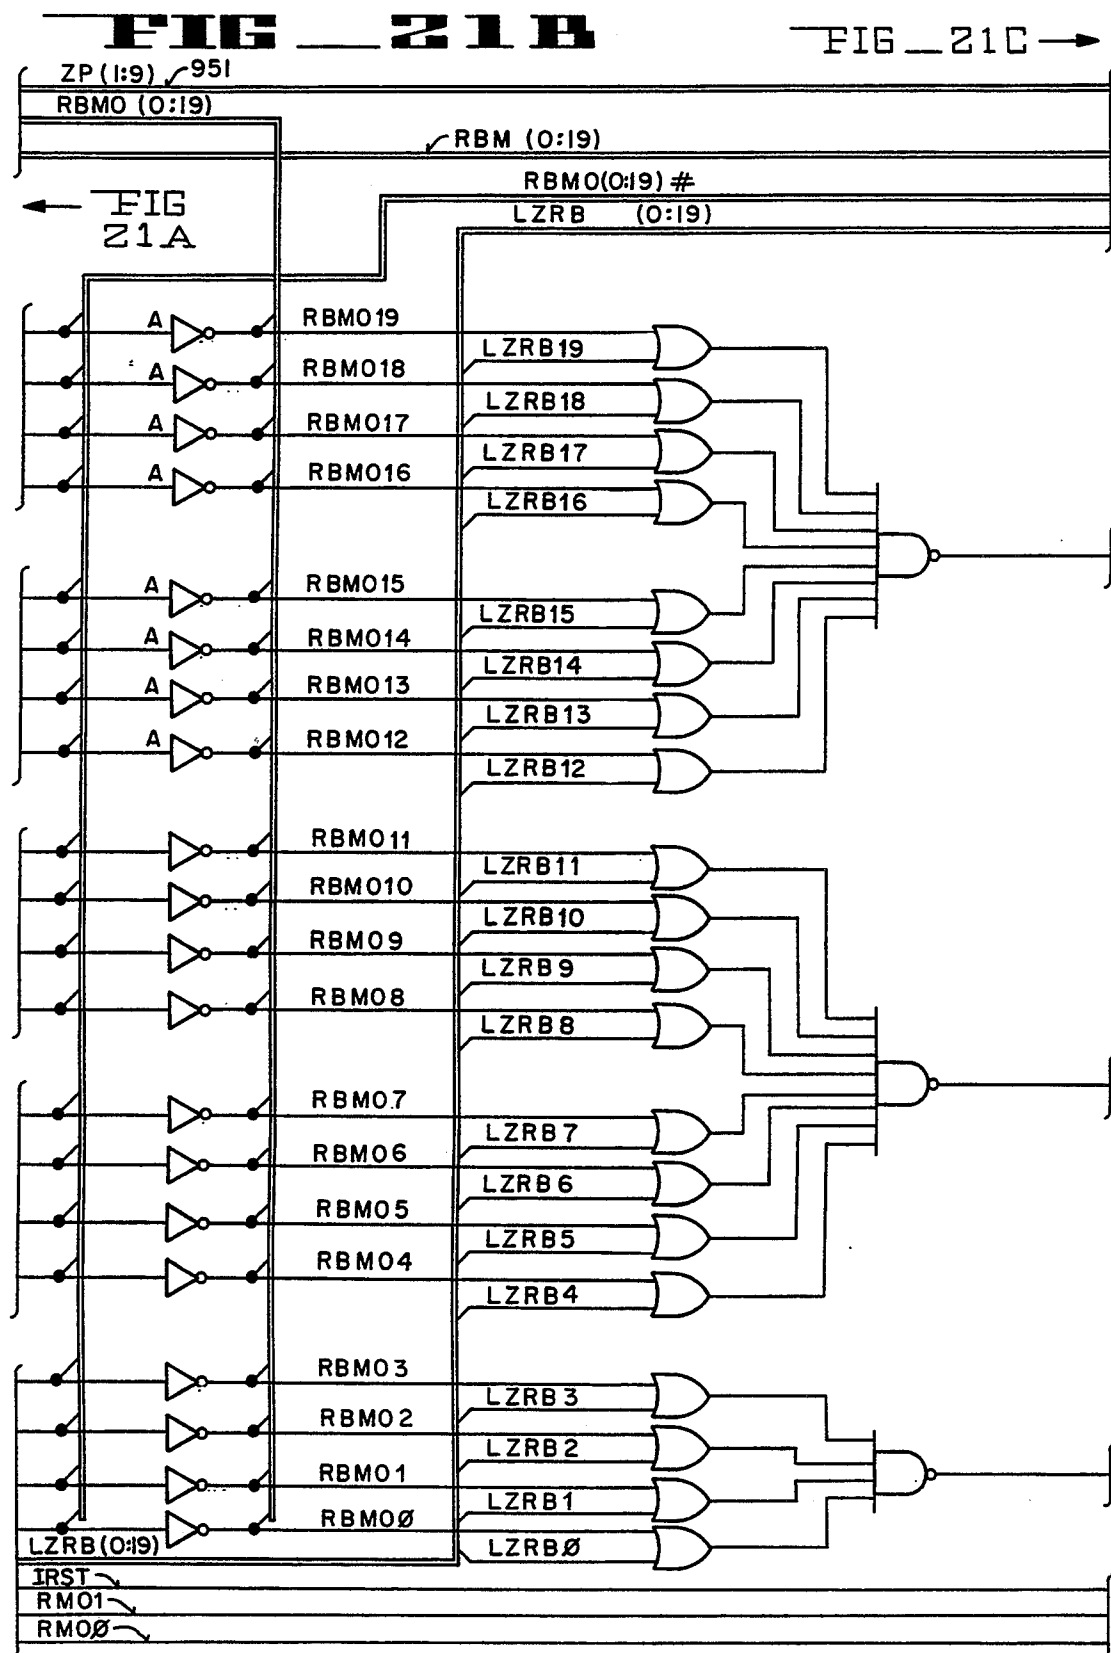 FIG_21B
FIG_21C
ZP (1:9) 951
RBMO (0:19)
RBM (0:19)
RBMO(0:19) #
FIG
21A
LZRB (0:19)
A RBMO19
LZRB19
A RBMO18
LZRB18
A RBMO17
LZRB17
A RBMO16
LZRB16
A RBMO15
LZRB15
A RBMO14
LZRB14
A RBMO13
LZRB13
A RBMO12
LZRB12
RBMO11
LZRB11
RBMO10
LZRB10
RBMO9
LZRB9
RBMO8
LZRB8
RBMO7
LZRB7
RBMO6
LZRB6
RBMO5
LZRB5
RBMO4
LZRB4
RBMO3
LZRB3
RBMO2
LZRB2
RBMO1
LZRB1
RBMOØ
LZRBØ
LZRB(0:19)
IRST
RMO1
RMOØ